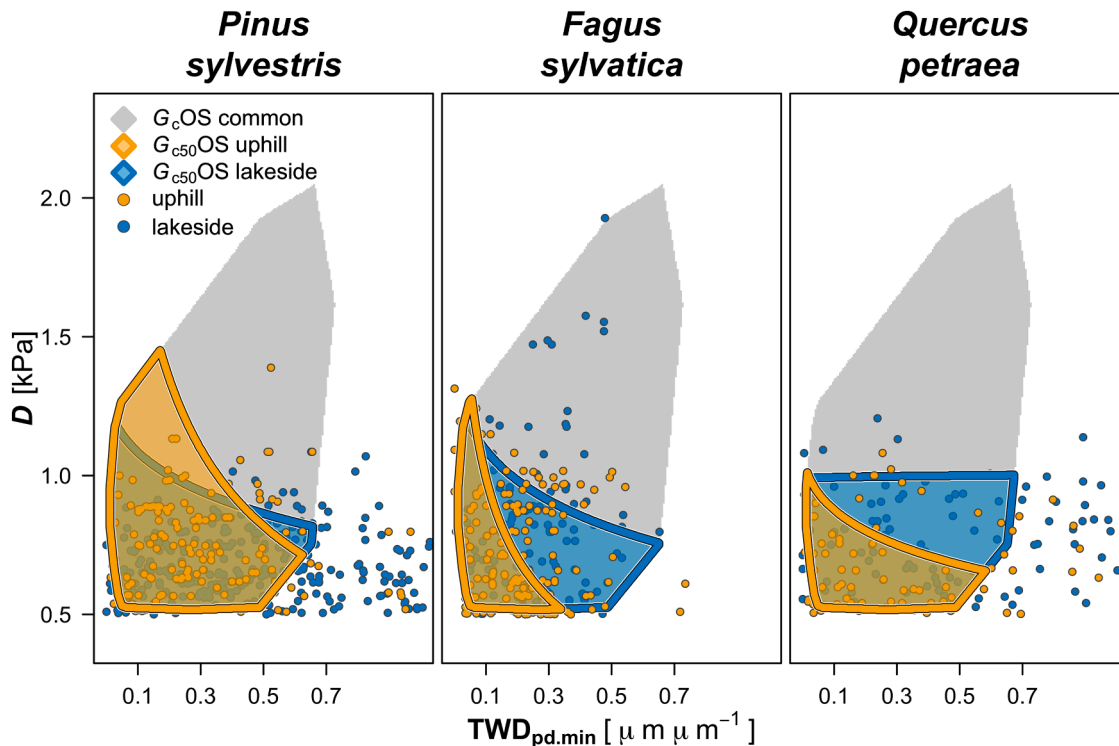 Pinus sylvestris
Fagus sylvatica
Quercus petraea
GcOS common
Gc50OS uphill
Gc50OS lakeside
uphill
lakeside
D [kPa]
2.0
1.5
1.0
0.5
0.1 0.3 0.5 0.7
0.1 0.3 0.5 0.7
0.1 0.3 0.5 0.7
TWDpd.min [ μ m μ m⁻¹ ]